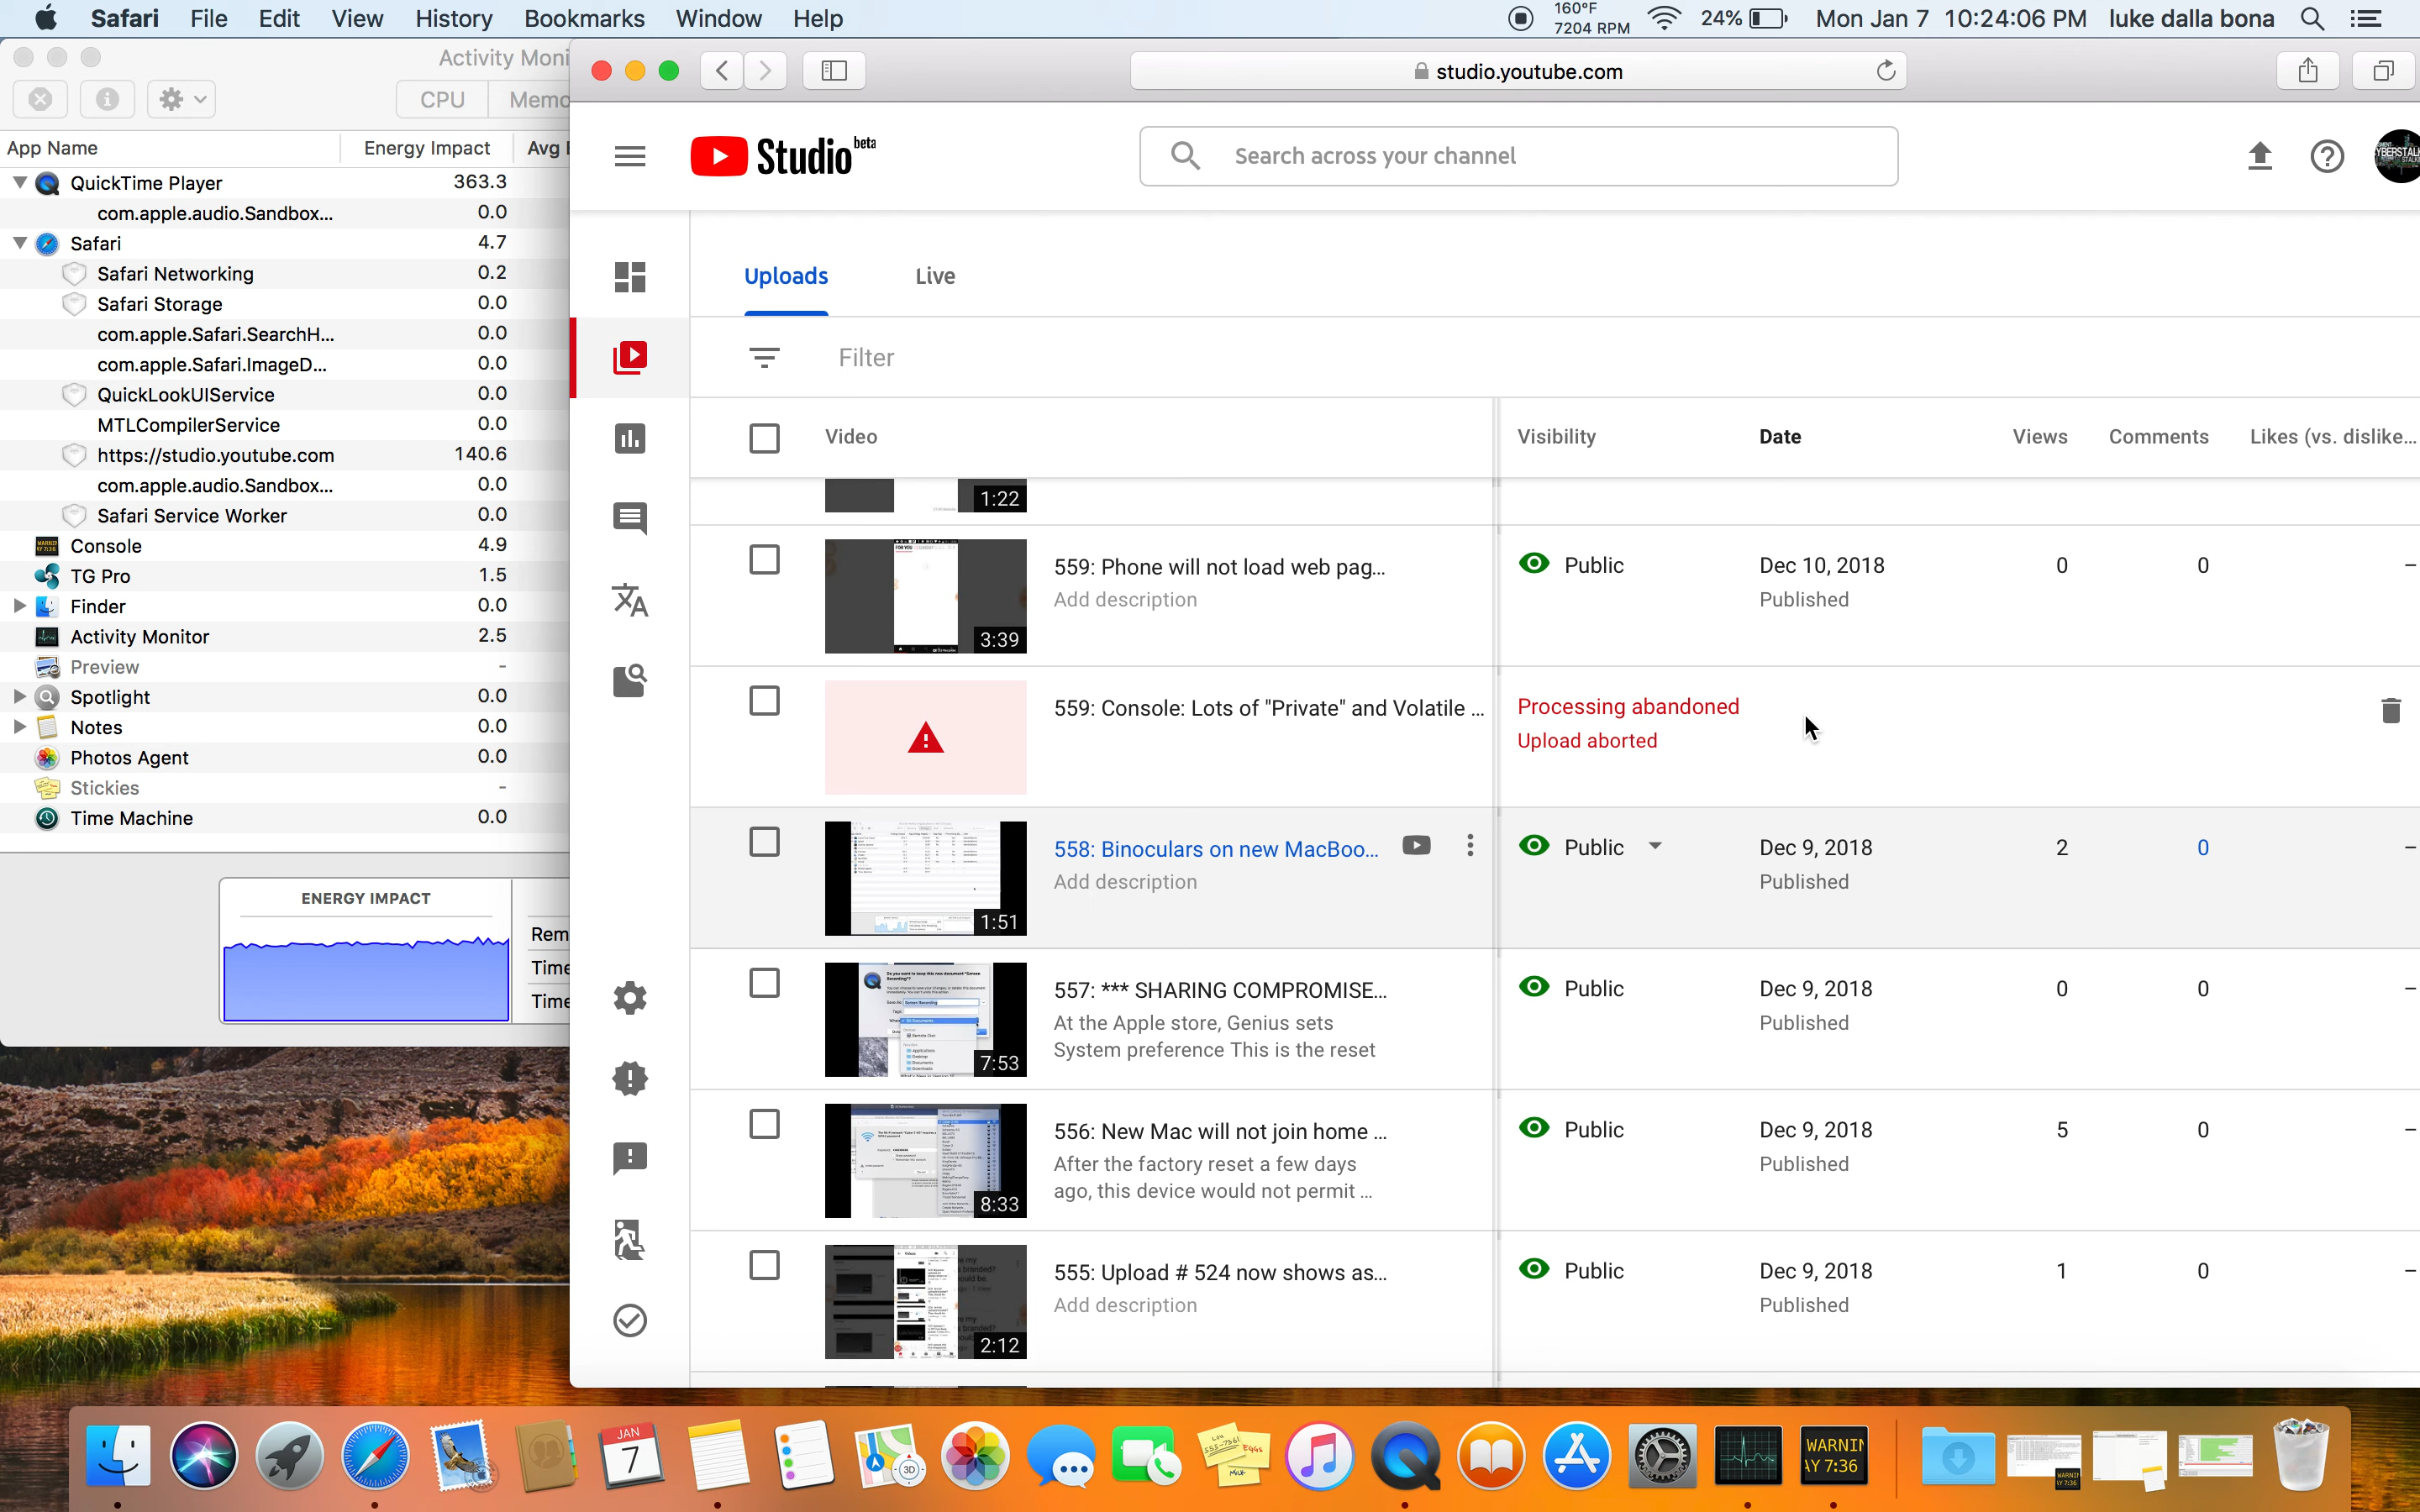 Safari File Edit View History Bookmarks Window Help
160°F
7204 RPM
24%
Mon Jan 7 10:24:06 PM luke dalla bona
Activity Moni
CPU
Memo
App Name
Energy Impact
Avg
QuickTime Player 363.3
com.apple.audio.Sandbox... 0.0
Safari 4.7
Safari Networking 0.2
Safari Storage 0.0
com.apple.Safari.SearchH... 0.0
com.apple.Safari.ImageD... 0.0
QuickLookUIService 0.0
MTLCompilerService 0.0
https://studio.youtube.com 140.6
com.apple.audio.Sandbox... 0.0
Safari Service Worker 0.0
Console 4.9
TG Pro 1.5
Finder 0.0
Activity Monitor 2.5
Preview -
Spotlight 0.0
Notes 0.0
Photos Agent 0.0
Stickies -
Time Machine 0.0
ENERGY IMPACT
Rem
Time
Time
studio.youtube.com
Studio beta
Search across your channel
Uploads
Live
Filter
Video
Visibility
Date
Views
Comments
Likes (vs. dislike...
1:22
3:39
559: Phone will not load web pag...
Add description
Public
Dec 10, 2018
Published
0
0
–
559: Console: Lots of "Private" and Volatile ...
Processing abandoned
Upload aborted
1:51
558: Binoculars on new MacBoo...
Add description
Public
Dec 9, 2018
Published
2
0
–
7:53
557: *** SHARING COMPROMISE...
At the Apple store, Genius sets
System preference This is the reset
Public
Dec 9, 2018
Published
0
0
–
8:33
556: New Mac will not join home ...
After the factory reset a few days
ago, this device would not permit ...
Public
Dec 9, 2018
Published
5
0
–
2:12
555: Upload # 524 now shows as...
Add description
Public
Dec 9, 2018
Published
1
0
–
JAN
7
3D
WARNIN
AY 7:36